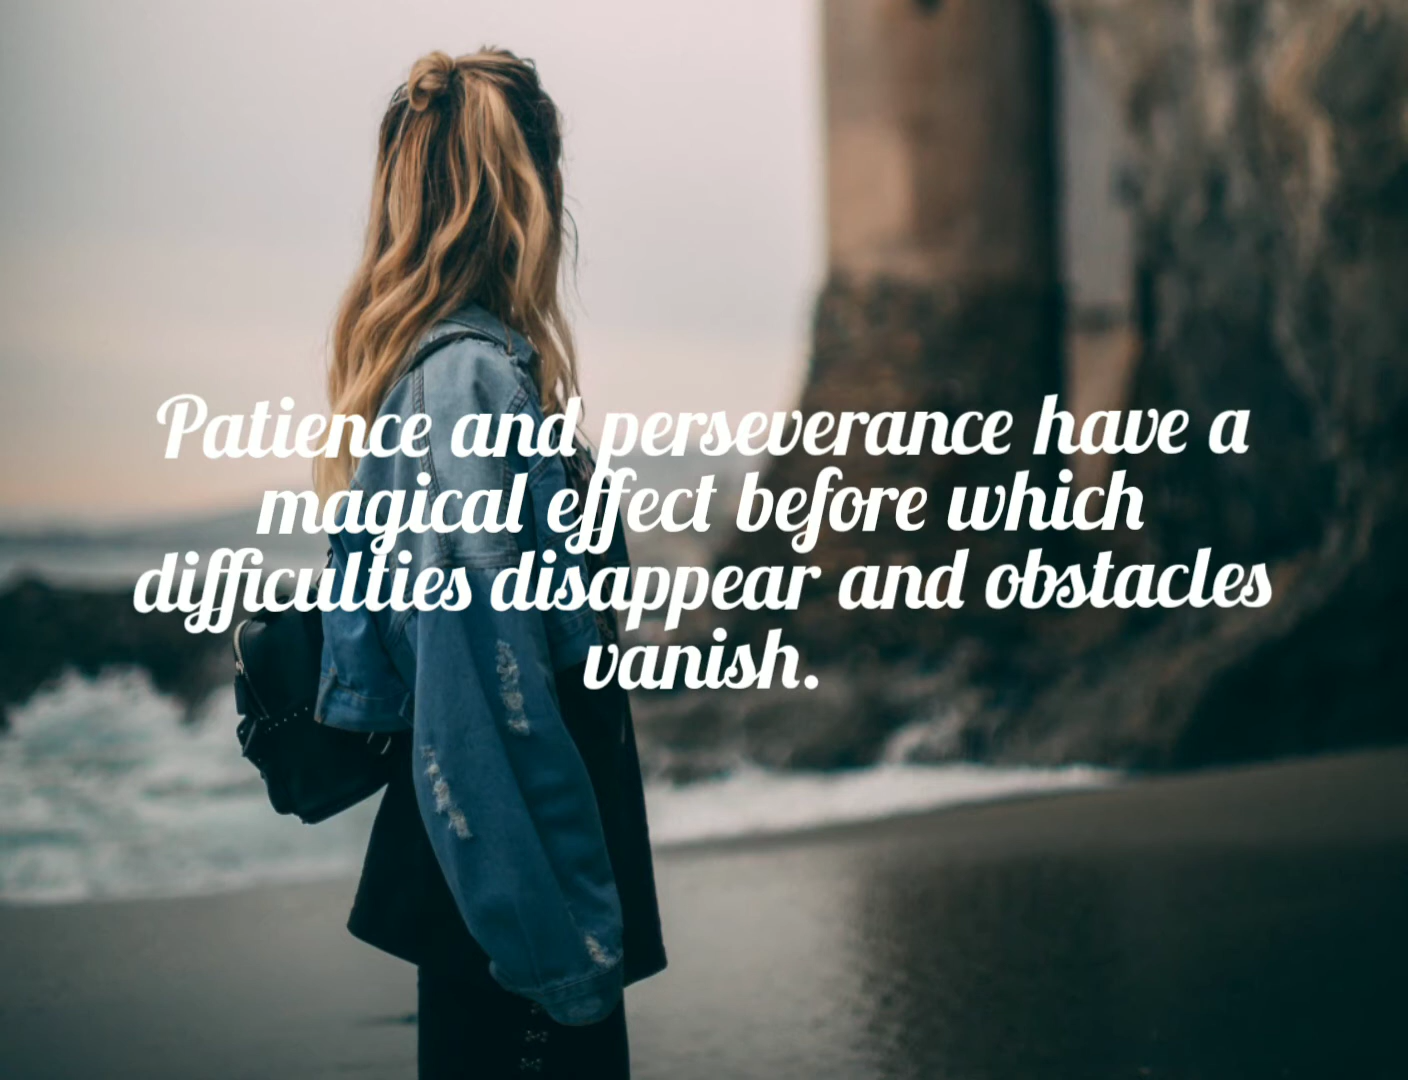 Patience and perseverance have a
magical effect before which
difficulties disappear and obstacles
vanish.